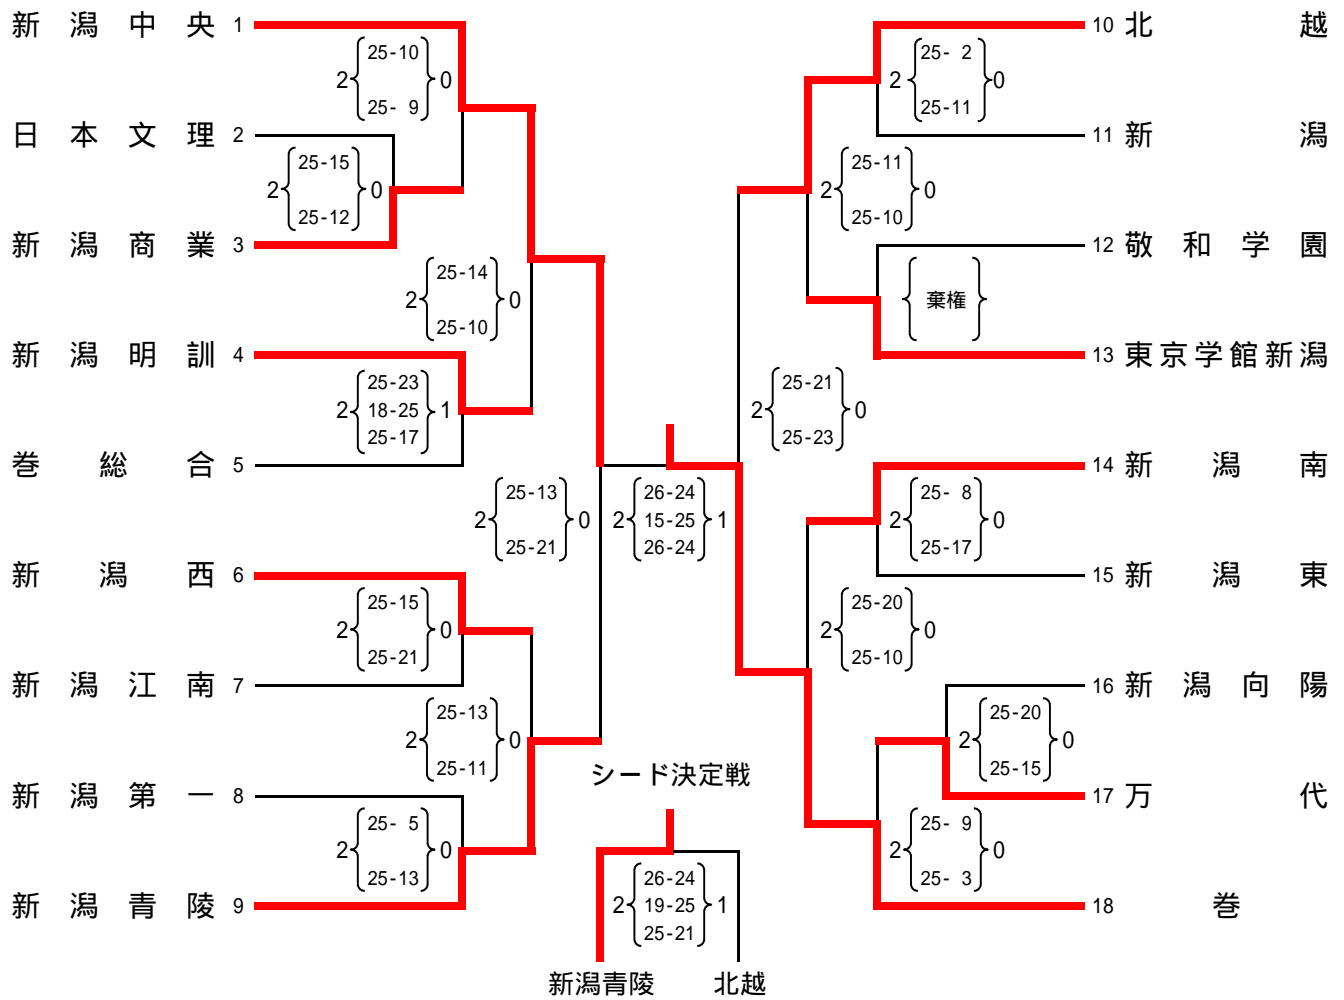 新潟中央 1
10 北越
25-10
2 0
25- 9
25- 2
2 0
25-11
日本文理 2
11 新潟
25-15
2 0
25-12
25-11
2 0
25-10
新潟商業 3
12 敬和学園
25-14
2 0
25-10
棄権
新潟明訓 4
13 東京学館新潟
25-23
2 18-25 1
25-17
25-21
2 0
25-23
巻総合 5
14 新潟南
25-13
2 0
25-21
26-24
2 15-25 1
26-24
25- 8
2 0
25-17
新潟西 6
15 新潟東
25-15
2 0
25-21
25-20
2 0
25-10
新潟江南 7
16 新潟向陽
25-13
2 0
25-11
25-20
2 0
25-15
シード決定戦
新潟第一 8
17 万代
25- 5
2 0
25-13
25- 9
2 0
25- 3
新潟青陵 9
18 巻
26-24
2 19-25 1
25-21
新潟青陵 北越